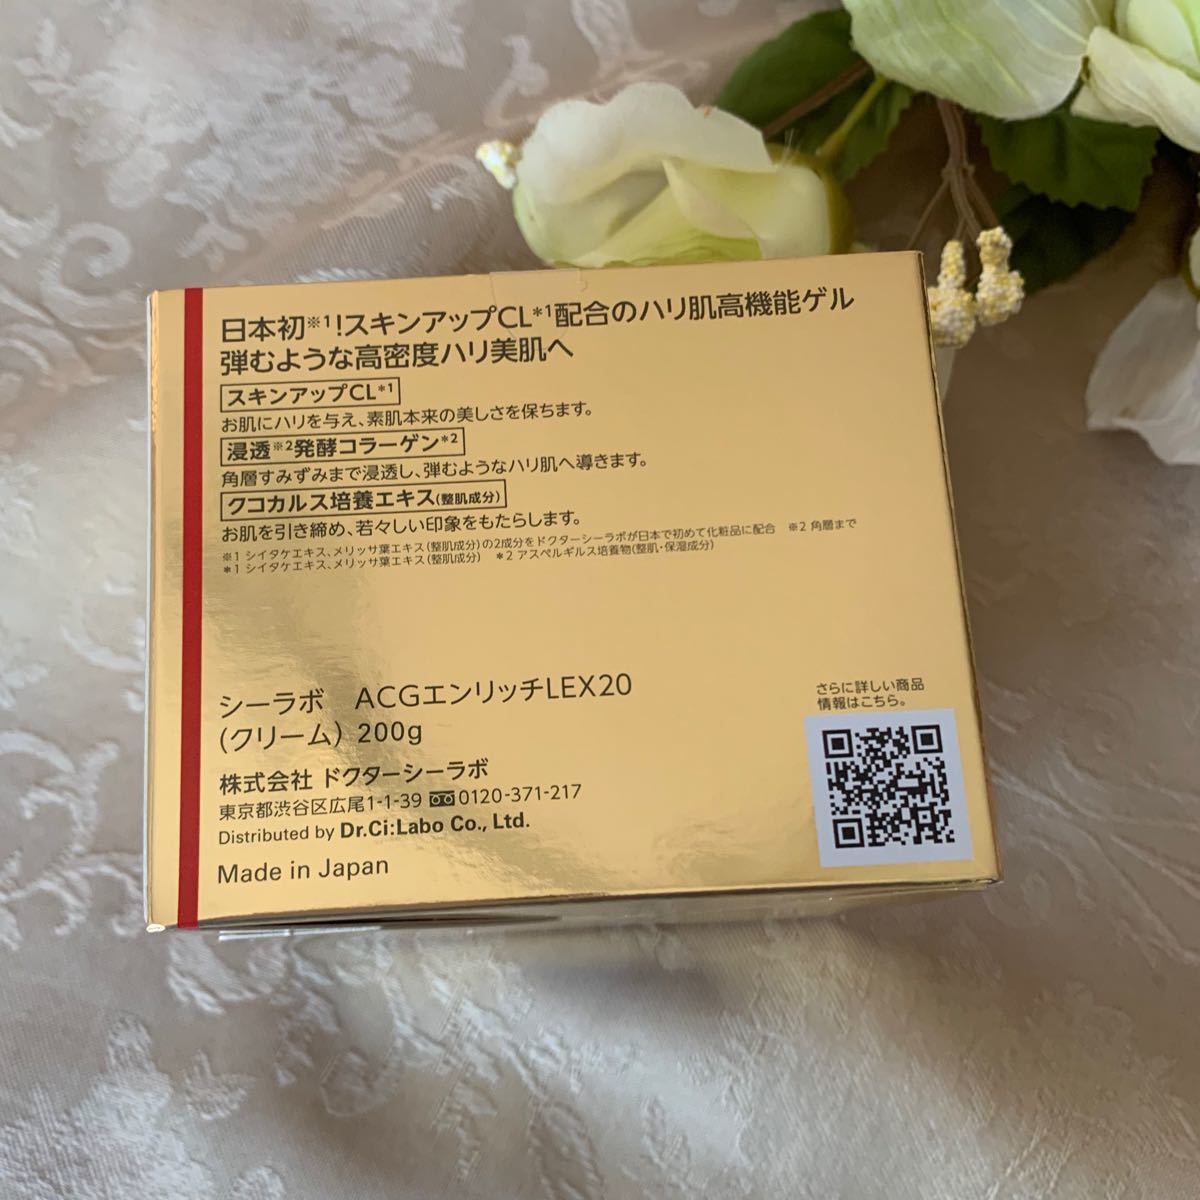 日本初※1!スキンアップCL*1配合のハリ肌高機能ゲル
弾むような高密度ハリ美肌へ
スキンアップCL*1
お肌にハリを与え、素肌本来の美しさを保ちます。
浸透※2発酵コラーゲン*2
角層すみずみまで浸透し、弾むようなハリ肌へ導きます。
クコカルス培養エキス(整肌成分)
お肌を引き締め、若々しい印象をもたらします。
※1 シイタケエキス、メリッサ葉エキス(整肌成分)の2成分をドクターシーラボが日本で初めて化粧品に配合 ※2 角層まで
*1 シイタケエキス、メリッサ葉エキス(整肌成分) *2 アスペルギルス培養物(整肌・保湿成分)
シーラボ ACGエンリッチLEX20
(クリーム) 200g
株式会社 ドクターシーラボ
東京都渋谷区広尾1-1-39 0120-371-217
Distributed by Dr.Ci:Labo Co., Ltd.
Made in Japan
さらに詳しい商品
情報はこちら。